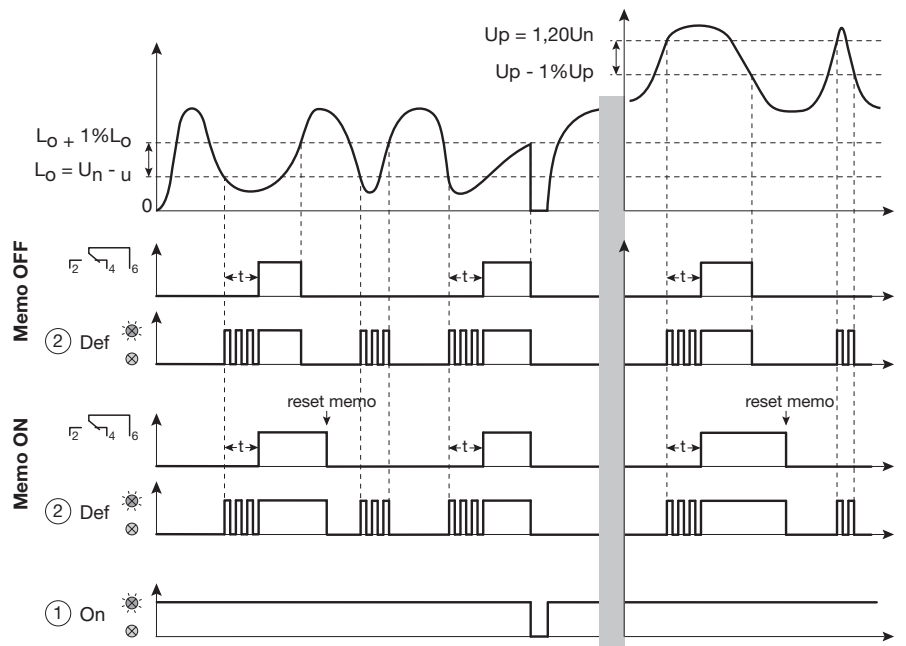 Up = 1,20Un
Up - 1%Up
Lo + 1%Lo
Lo = Un - u
0
Memo OFF
2 4 6
t t t
2 Def
Memo ON
reset memo reset memo
2 4 6
t t t
2 Def
1 On